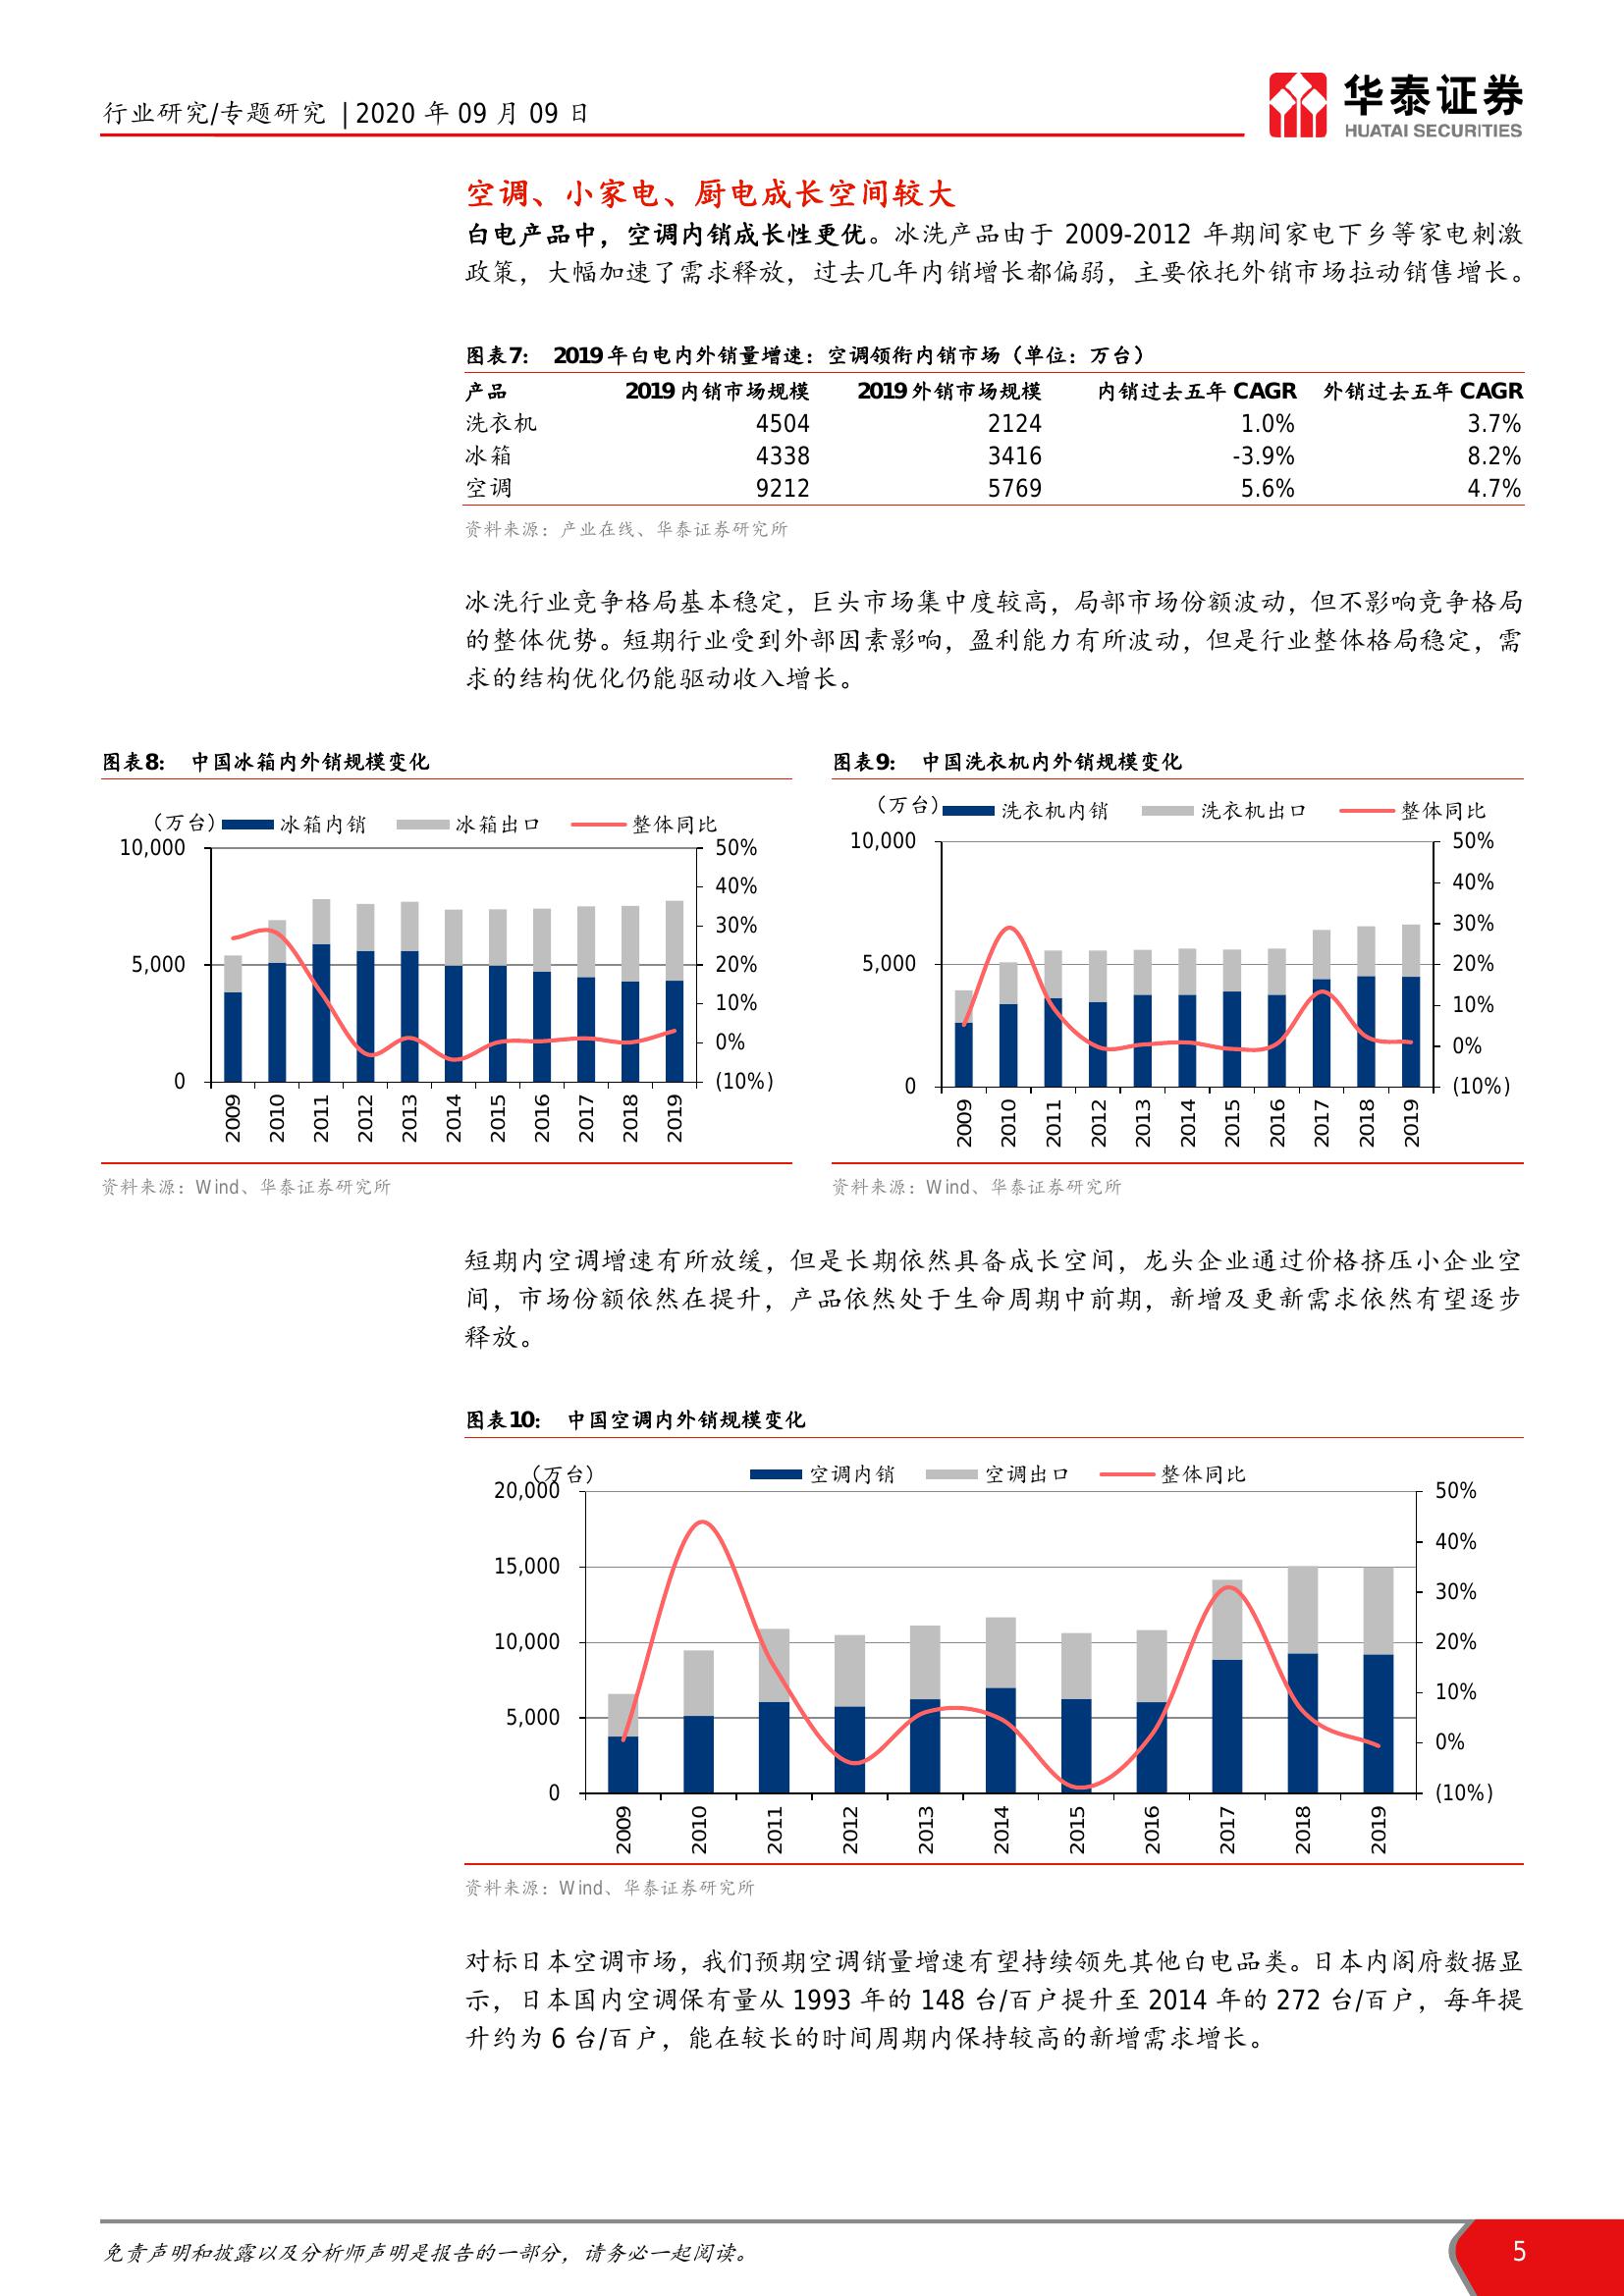 行业研究/专题研究 | 2020 年 09 月 09 日
华泰证券
HUATAI SECURITIES
空调、小家电、厨电成长空间较大
白电产品中，空调内销成长性更优。冰洗产品由于 2009-2012 年期间家电下乡等家电刺激
政策，大幅加速了需求释放，过去几年内销增长都偏弱，主要依托外销市场拉动销售增长。
图表7： 2019 年白电内外销量增速：空调领衔内销市场（单位：万台）
产品 2019 内销市场规模 2019 外销市场规模 内销过去五年 CAGR 外销过去五年 CAGR
洗衣机 4504 2124 1.0% 3.7%
冰箱 4338 3416 -3.9% 8.2%
空调 9212 5769 5.6% 4.7%
资料来源：产业在线、华泰证券研究所
冰洗行业竞争格局基本稳定，巨头市场集中度较高，局部市场份额波动，但不影响竞争格局
的整体优势。短期行业受到外部因素影响，盈利能力有所波动，但是行业整体格局稳定，需
求的结构优化仍能驱动收入增长。
图表8： 中国冰箱内外销规模变化
（万台） 冰箱内销 冰箱出口 整体同比
10,000
5,000
0
50%
40%
30%
20%
10%
0%
(10%)
2009 2010 2011 2012 2013 2014 2015 2016 2017 2018 2019
资料来源：Wind、华泰证券研究所
图表9： 中国洗衣机内外销规模变化
（万台） 洗衣机内销 洗衣机出口 整体同比
10,000
5,000
0
50%
40%
30%
20%
10%
0%
(10%)
2009 2010 2011 2012 2013 2014 2015 2016 2017 2018 2019
资料来源：Wind、华泰证券研究所
短期内空调增速有所放缓，但是长期依然具备成长空间，龙头企业通过价格挤压小企业空
间，市场份额依然在提升，产品依然处于生命周期中前期，新增及更新需求依然有望逐步
释放。
图表10： 中国空调内外销规模变化
（万台） 空调内销 空调出口 整体同比
20,000
15,000
10,000
5,000
0
50%
40%
30%
20%
10%
0%
(10%)
2009 2010 2011 2012 2013 2014 2015 2016 2017 2018 2019
资料来源：Wind、华泰证券研究所
对标日本空调市场，我们预期空调销量增速有望持续领先其他白电品类。日本内阁府数据显
示，日本国内空调保有量从 1993 年的 148 台/百户提升至 2014 年的 272 台/百户，每年提
升约为 6 台/百户，能在较长的时间周期内保持较高的新增需求增长。
免责声明和披露以及分析师声明是报告的一部分，请务必一起阅读。
5